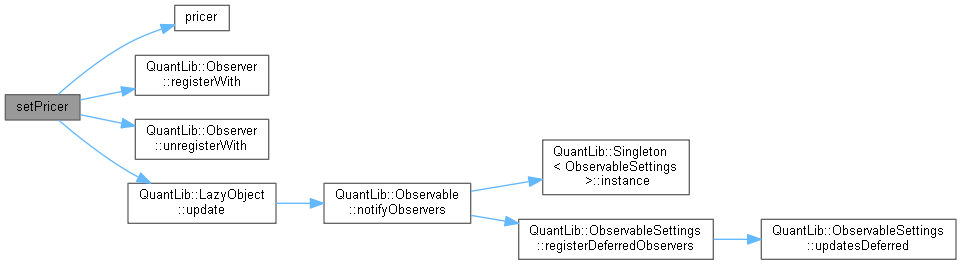 pricer
QuantLib::Observer
::registerWith
setPricer
QuantLib::Observer
::unregisterWith
QuantLib::LazyObject
::update
QuantLib::Observable
::notifyObservers
QuantLib::Singleton
< ObservableSettings
>::instance
QuantLib::ObservableSettings
::registerDeferredObservers
QuantLib::ObservableSettings
::updatesDeferred